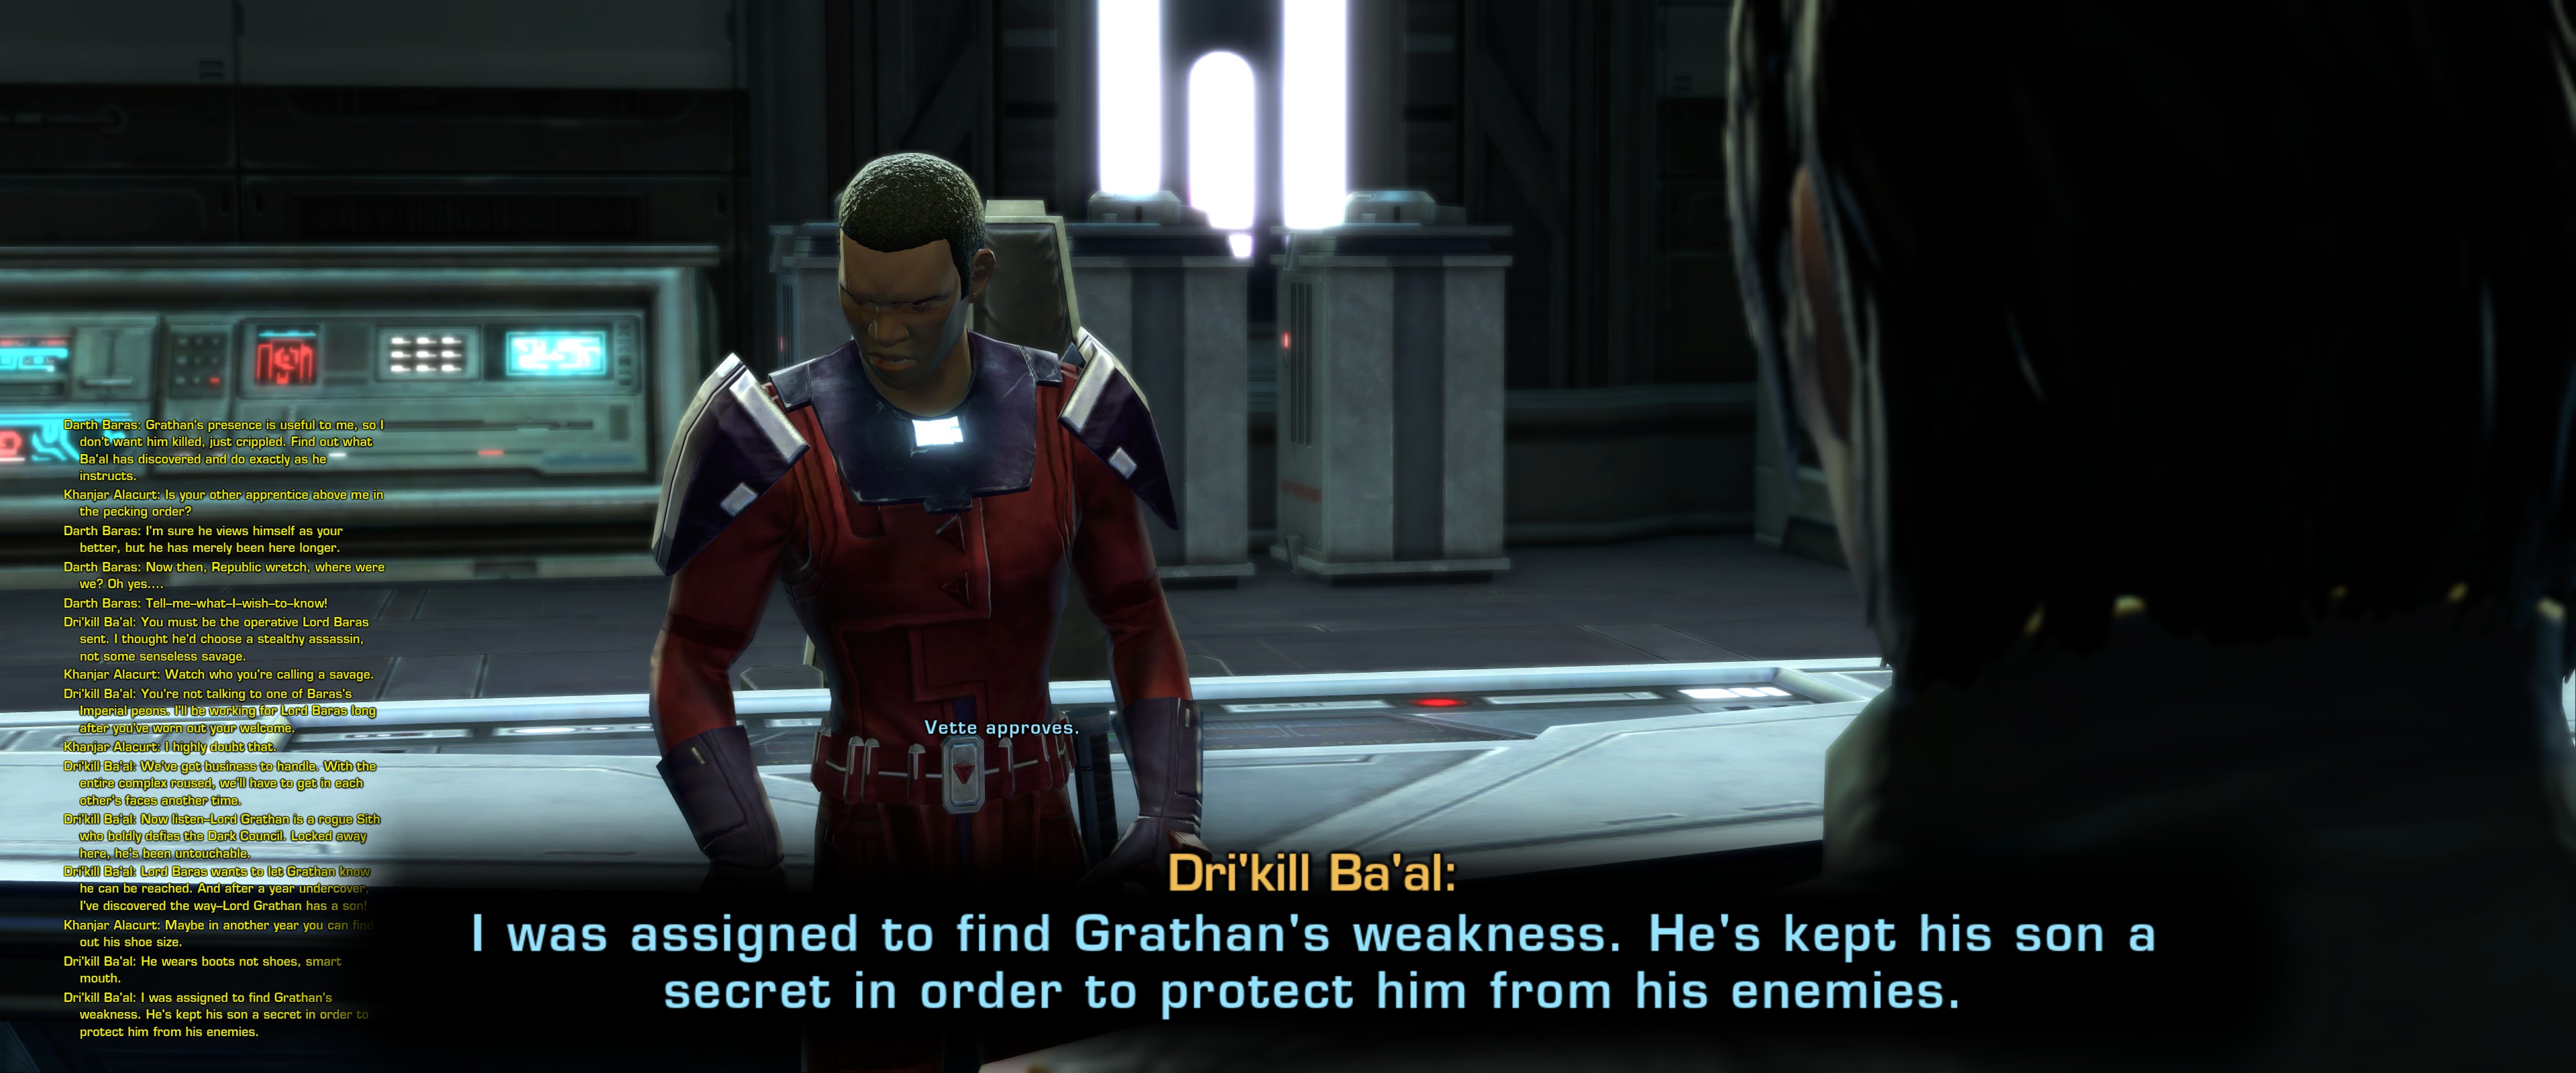 Darth Baras: Grathan's presence is useful to me, so I
don't want him killed, just crippled. Find out what
Ba'al has discovered and do exactly as he
instructs.
Khanjar Alacurt: Is your other apprentice above me in
the pecking order?
Darth Baras: I'm sure he views himself as your
better, but he has merely been here longer.
Darth Baras: Now then, Republic wretch, where were
we? Oh yes....
Darth Baras: Tell–me–what–I–wish–to–know!
Dri'kill Ba'al: You must be the operative Lord Baras
sent. I thought he'd choose a stealthy assassin,
not some senseless savage.
Khanjar Alacurt: Watch who you're calling a savage.
Dri'kill Ba'al: You're not talking to one of Baras's
Imperial peons. I'll be working for Lord Baras long
after you've worn out your welcome.
Khanjar Alacurt: I highly doubt that.
Dri'kill Ba'al: We've got business to handle. With the
entire complex roused, we'll have to get in each
other's faces another time.
Dri'kill Ba'al: Now listen–Lord Grathan is a rogue Sith
who boldly defies the Dark Council. Locked away
here, he's been untouchable.
Dri'kill Ba'al: Lord Baras wants to let Grathan know
he can be reached. And after a year undercover,
I've discovered the way–Lord Grathan has a son!
Khanjar Alacurt: Maybe in another year you can find
out his shoe size.
Dri'kill Ba'al: He wears boots not shoes, smart
mouth.
Dri'kill Ba'al: I was assigned to find Grathan's
weakness. He's kept his son a secret in order to
protect him from his enemies.
Vette approves.
Dri'kill Ba'al:
I was assigned to find Grathan's weakness. He's kept his son a
secret in order to protect him from his enemies.